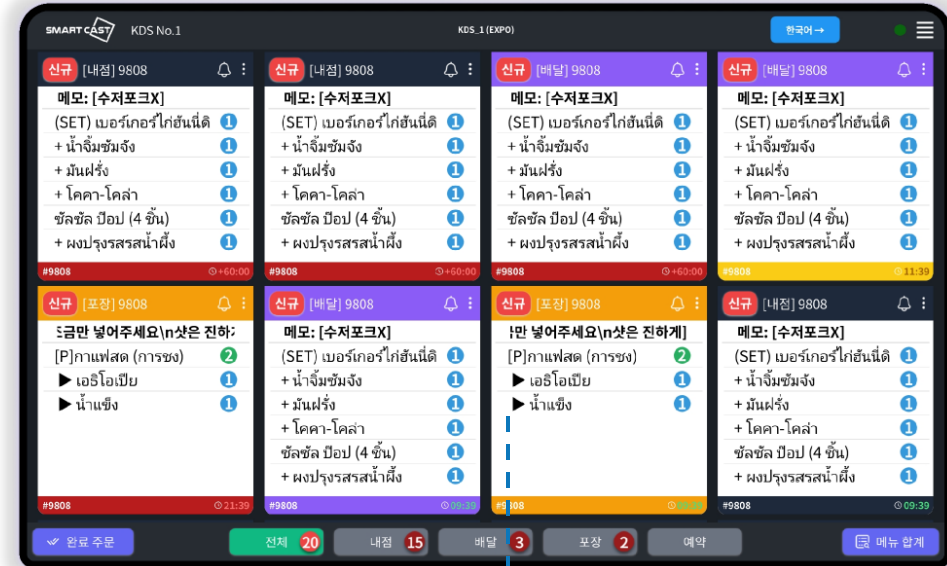 SMARTCAST KDS No.1 KDS_1 (EXPO) 한국어→
신규 [내점] 9808
메모: [수저포크X]
(SET) เบอร์เกอร์ไก่ฮันนี่ดิ 1
+ น้ำจิ้มซัมจัง 1
+ มันฝรั่ง 1
+ โคคา-โคล่า 1
ซัลซัล ป๊อป (4 ชิ้น) 1
+ ผงปรุงรสรสน้ำผึ้ง 1
#9808 +60:00
신규 [내점] 9808
메모: [수저포크X]
(SET) เบอร์เกอร์ไก่ฮันนี่ดิ 1
+ น้ำจิ้มซัมจัง 1
+ มันฝรั่ง 1
+ โคคา-โคล่า 1
ซัลซัล ป๊อป (4 ชิ้น) 1
+ ผงปรุงรสรสน้ำผึ้ง 1
#9808 +60:00
신규 [배달] 9808
메모: [수저포크X]
(SET) เบอร์เกอร์ไก่ฮันนี่ดิ 1
+ น้ำจิ้มซัมจัง 1
+ มันฝรั่ง 1
+ โคคา-โคล่า 1
ซัลซัล ป๊อป (4 ชิ้น) 1
+ ผงปรุงรสรสน้ำผึ้ง 1
#9808 +60:00
신규 [배달] 9808
메모: [수저포크X]
(SET) เบอร์เกอร์ไก่ฮันนี่ดิ 1
+ น้ำจิ้มซัมจัง 1
+ มันฝรั่ง 1
+ โคคา-โคล่า 1
ซัลซัล ป๊อป (4 ชิ้น) 1
+ ผงปรุงรสรสน้ำผึ้ง 1
#9808 11:39
신규 [포장] 9808
넣어주세요\n샷은
[P]กาแฟสด (การชง) 2
▶ เอธิโอเปีย 1
▶ น้ำแข็ง 1
#9808 21:39
신규 [배달] 9808
메모: [수저포크X]
(SET) เบอร์เกอร์ไก่ฮันนี่ดิ 1
+ น้ำจิ้มซัมจัง 1
+ มันฝรั่ง 1
+ โคคา-โคล่า 1
ซัลซัล ป๊อป (4 ชิ้น) 1
+ ผงปรุงรสรสน้ำผึ้ง 1
#9808 09:39
신규 [포장] 9808
넣어주세요\n샷은 진하게]
[P]กาแฟสด (การชง) 2
▶ เอธิโอเปีย 1
▶ น้ำแข็ง 1
#9808
신규 [내점] 9808
메모: [수저포크X]
(SET) เบอร์เกอร์ไก่ฮันนี่ดิ 1
+ น้ำจิ้มซัมจัง 1
+ มันฝรั่ง 1
+ โคคา-โคล่า 1
ซัลซัล ป๊อป (4 ชิ้น) 1
+ ผงปรุงรสรสน้ำผึ้ง 1
#9808 09:39
완료 주문 전체 20 내점 15 배달 3 포장 2 예약 메뉴 합계